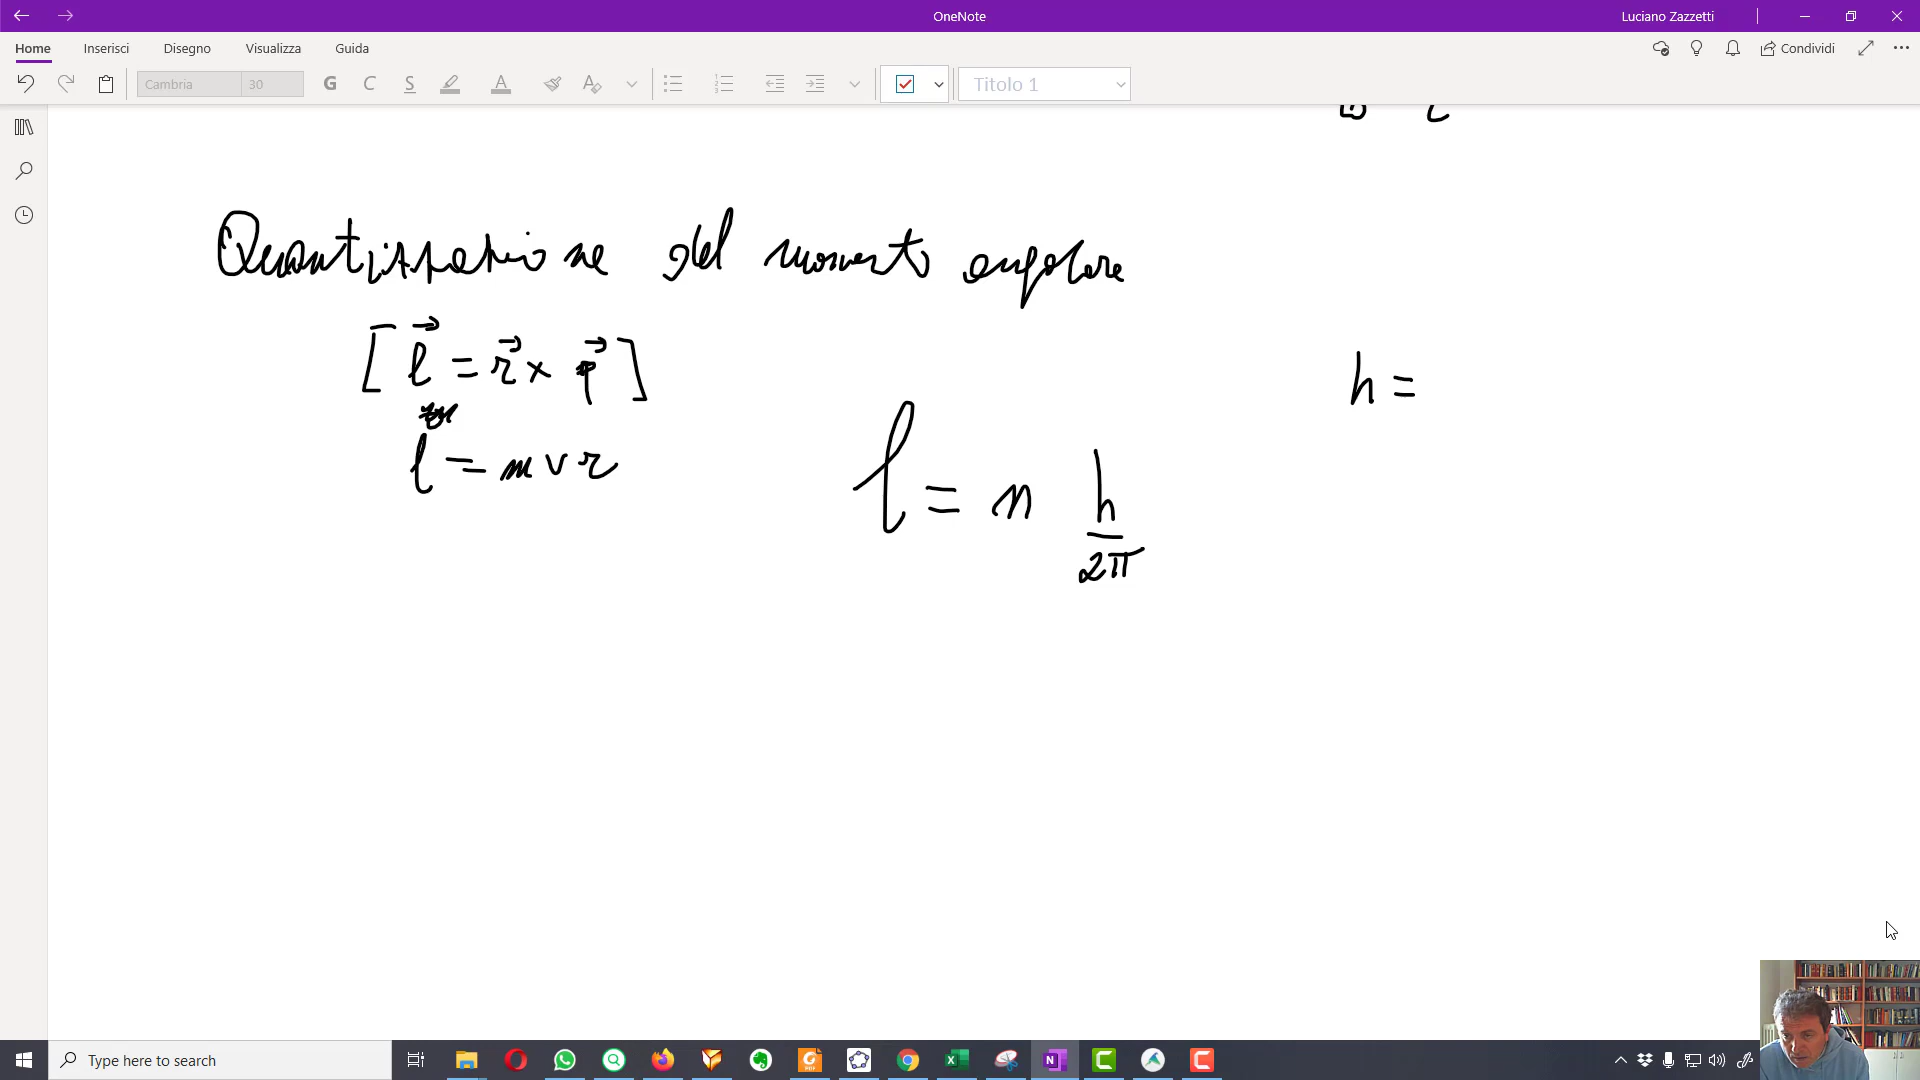 OneNote
Luciano Zazzetti
Home Inserisci Disegno Visualizza Guida
Condividi
Cambria 30 G C S A A Titolo 1
Quantizzazione del momento angolare
[ l⃗ = r⃗ × p⃗ ]
h =
l = m v r
l = n h/2π
Type here to search